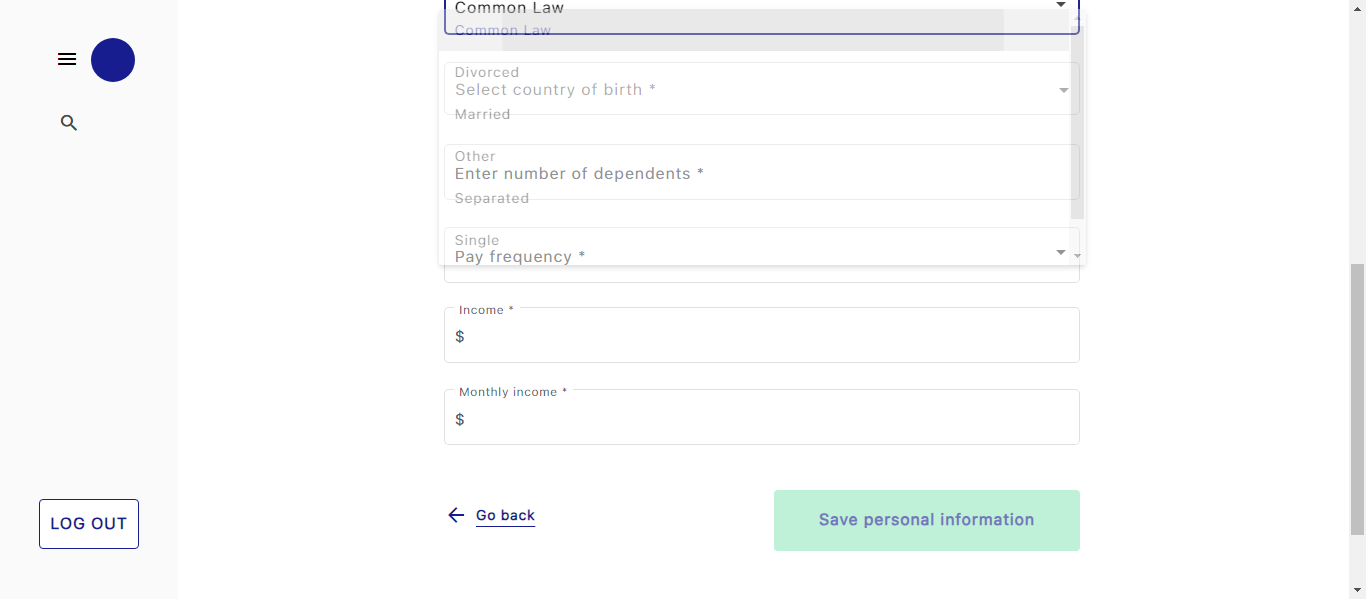 Common Law
Common Law
Divorced
Select country of birth *
Married
Other
Enter number of dependents *
Separated
Single
Pay frequency *
Income *
$
Monthly income *
$
Go back
Save personal information
LOG OUT